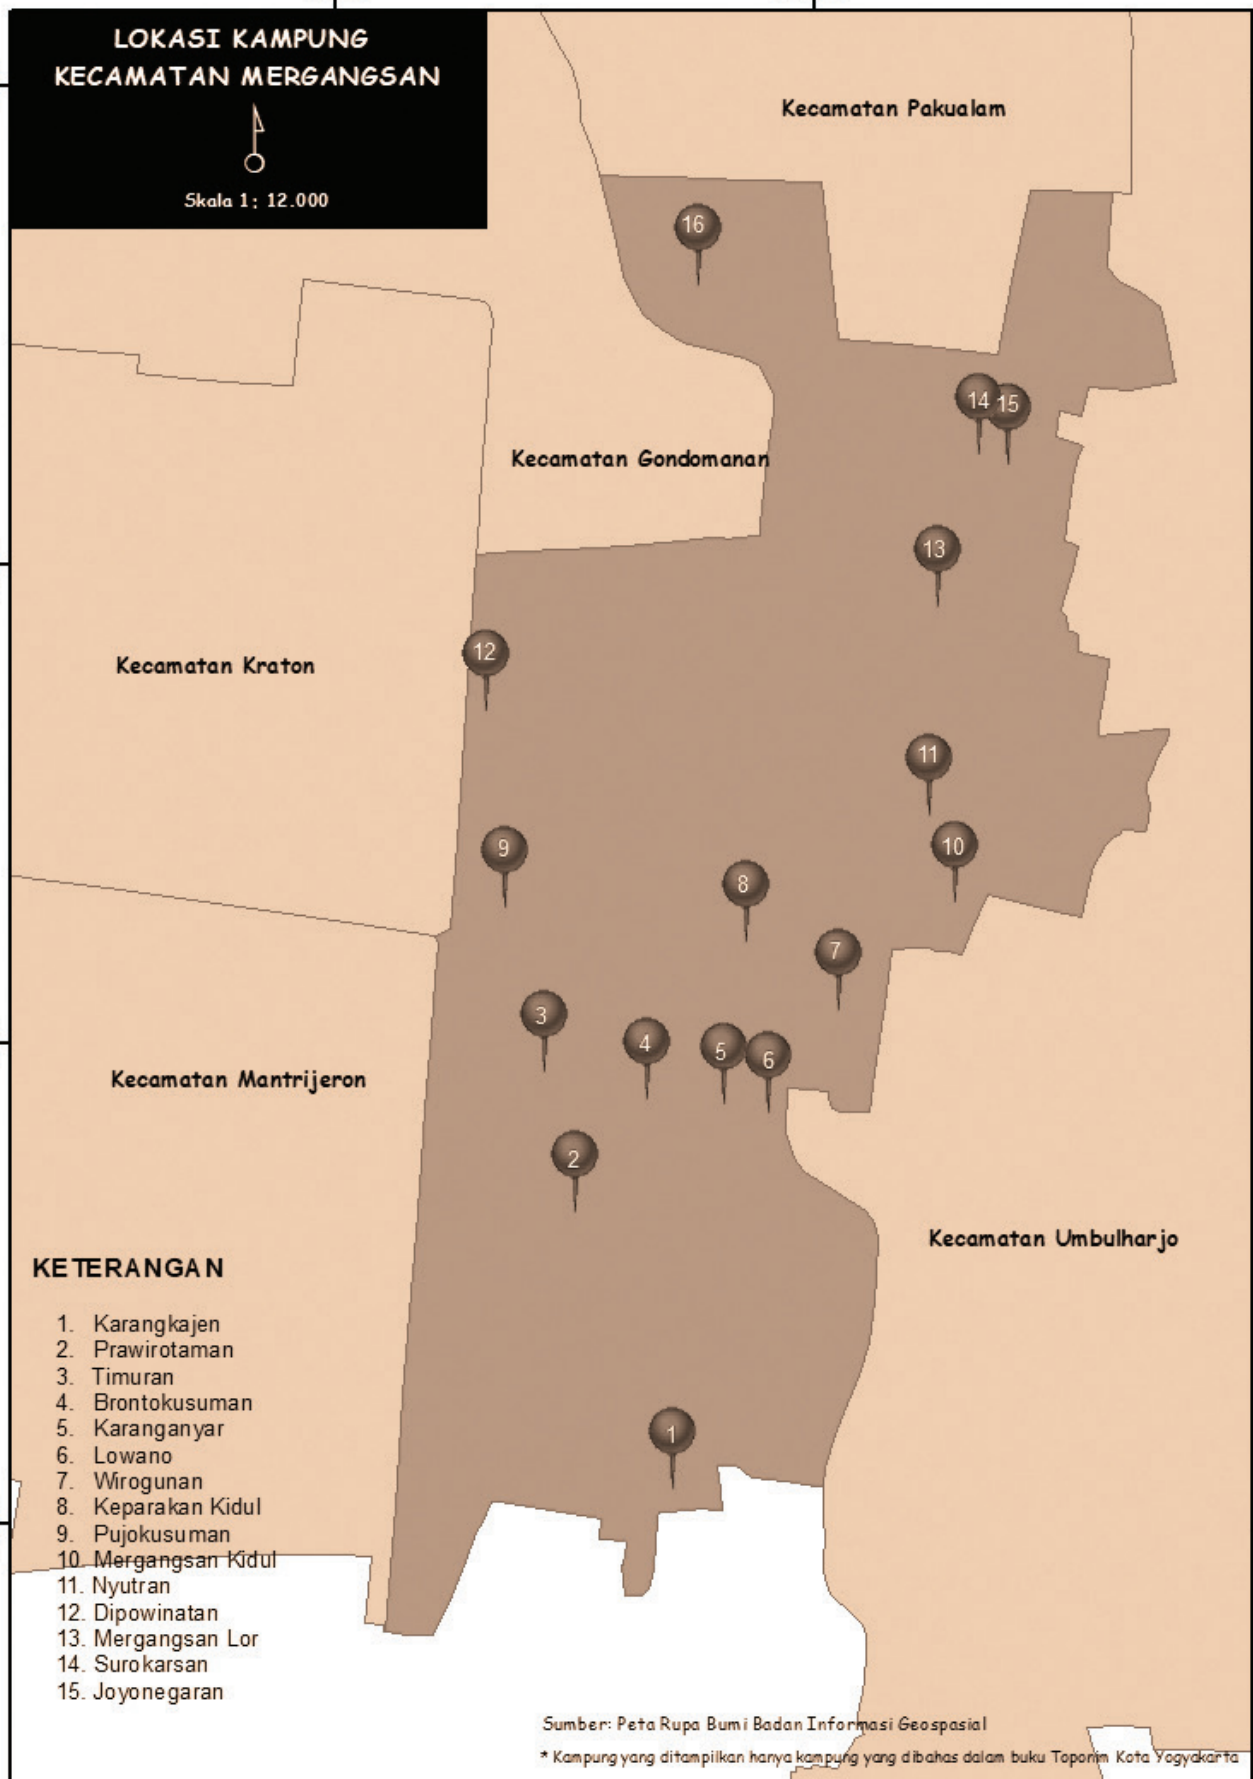 LOKASI KAMPUNG
KECAMATAN MERGANGSAN
Skala 1: 12.000
Kecamatan Pakualam
16
14
15
Kecamatan Gondomanan
13
12
Kecamatan Kraton
11
10
9
8
7
3
4
5
6
Kecamatan Mantrijeron
2
Kecamatan Umbulharjo
1
KETERANGAN
1. Karangkajen
2. Prawirotaman
3. Timuran
4. Brontokusuman
5. Karanganyar
6. Lowano
7. Wirogunan
8. Keparakan Kidul
9. Pujokusuman
10. Mergangsan Kidul
11. Nyutran
12. Dipowinatan
13. Mergangsan Lor
14. Surokarsan
15. Joyonegaran
Sumber: Peta Rupa Bumi Badan Informasi Geospasial
* Kampung yang ditampilkan hanya kampung yang dibahas dalam buku Toponim Kota Yogyakarta